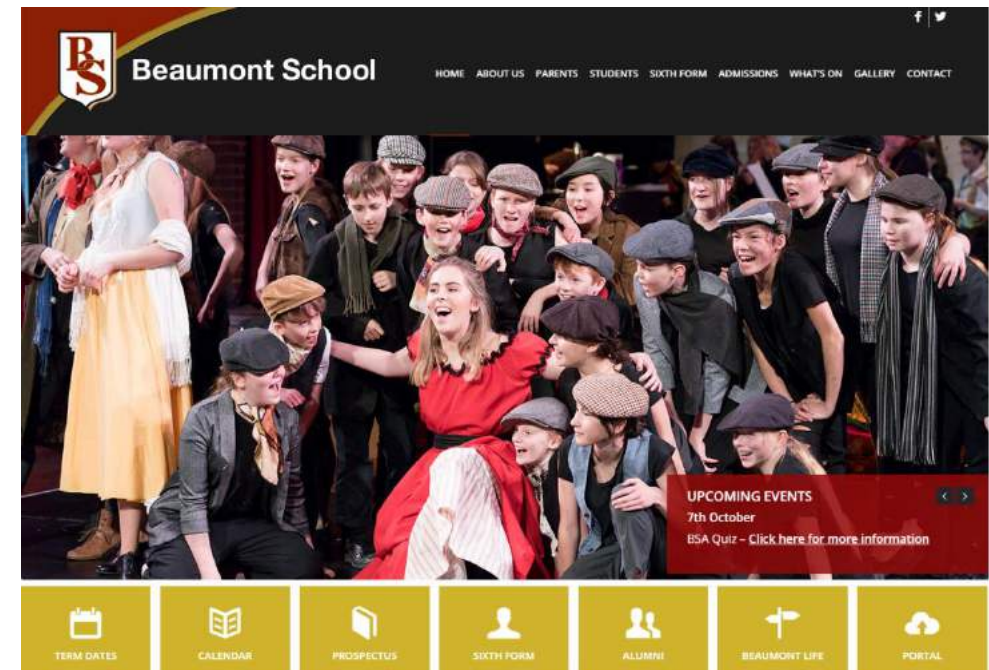 BS
Beaumont School
HOME ABOUT US PARENTS STUDENTS SIXTH FORM ADMISSIONS WHAT'S ON GALLERY CONTACT
UPCOMING EVENTS
7th October
BSA Quiz – Click here for more information
TERM DATES CALENDAR PROSPECTUS SIXTH FORM ALUMNI BEAUMONT LIFE PORTAL